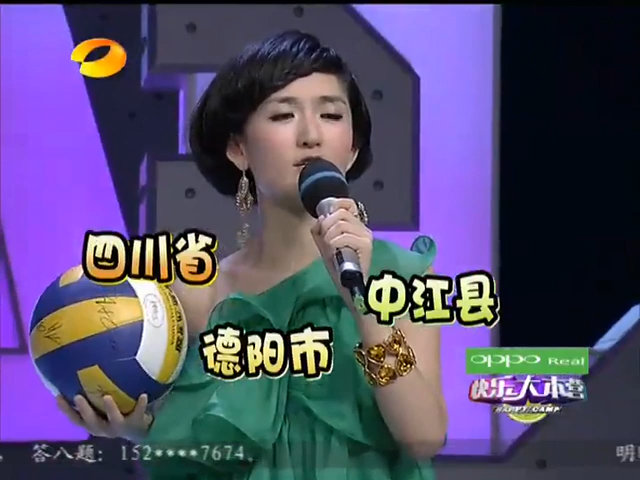 四川省
德阳市
中江县
oppo Real
快乐大本营
HAPPY CAMP
答八题：152****7674.
明